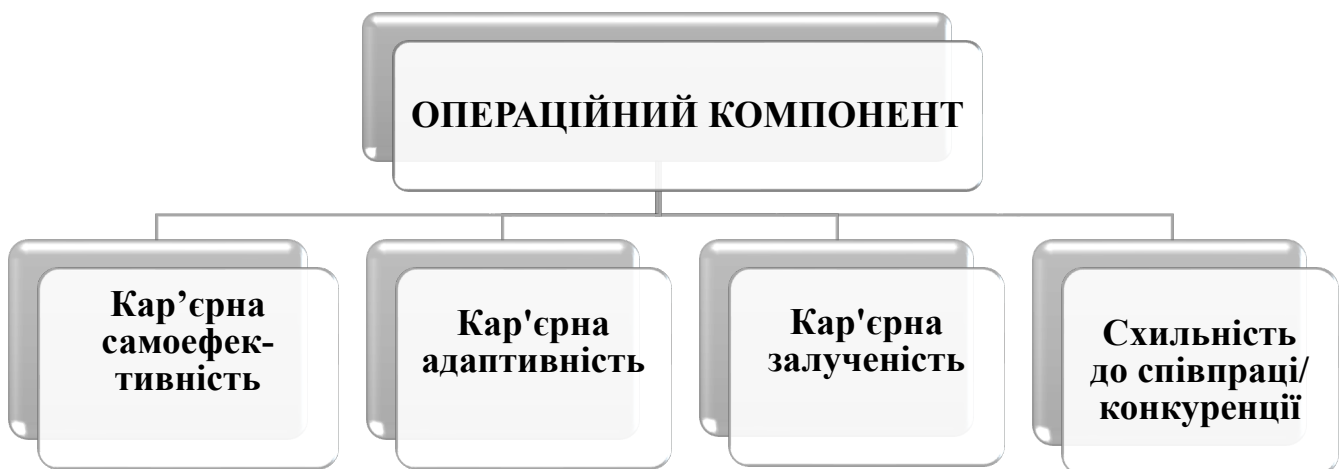 ОПЕРАЦІЙНИЙ КОМПОНЕНТ
Кар’єрна
самоефек-
тивність
Кар'єрна
адаптивність
Кар'єрна
залученість
Схильність
до співпраці/
конкуренції